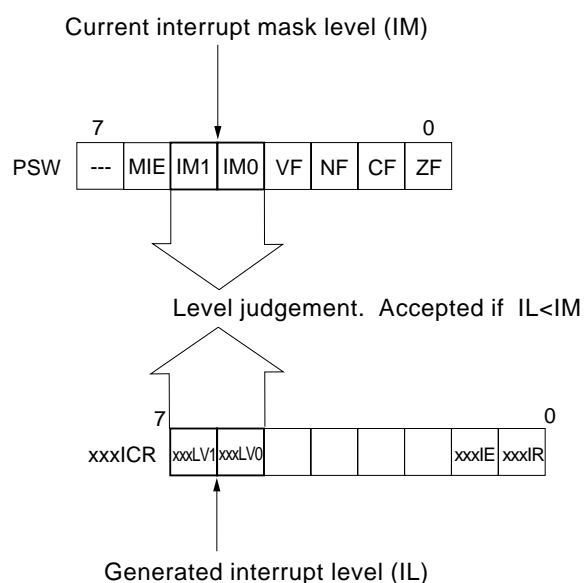 Current interrupt mask level (IM)
7 0
PSW --- MIE IM1 IM0 VF NF CF ZF
Level judgement. Accepted if IL<IM
7 0
xxxICR xxxLV1 xxxLV0 xxxIE xxxIR
Generated interrupt level (IL)